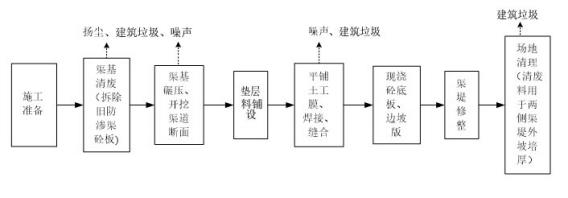 建筑垃圾
扬尘、建筑垃圾、噪声
噪声、建筑垃圾
施工
准备
渠基
清废
（拆除
旧防
渗渠
砼板)
渠基
碾压、
开挖
渠道
断面
垫层
料铺
设
平铺
土工
膜,
焊接、
缝合
现浇
砼底
板、
边坡
版
渠
堤
修
整
场地
清理
（清废
料用
于两
侧渠
堤外
坡培
厚）